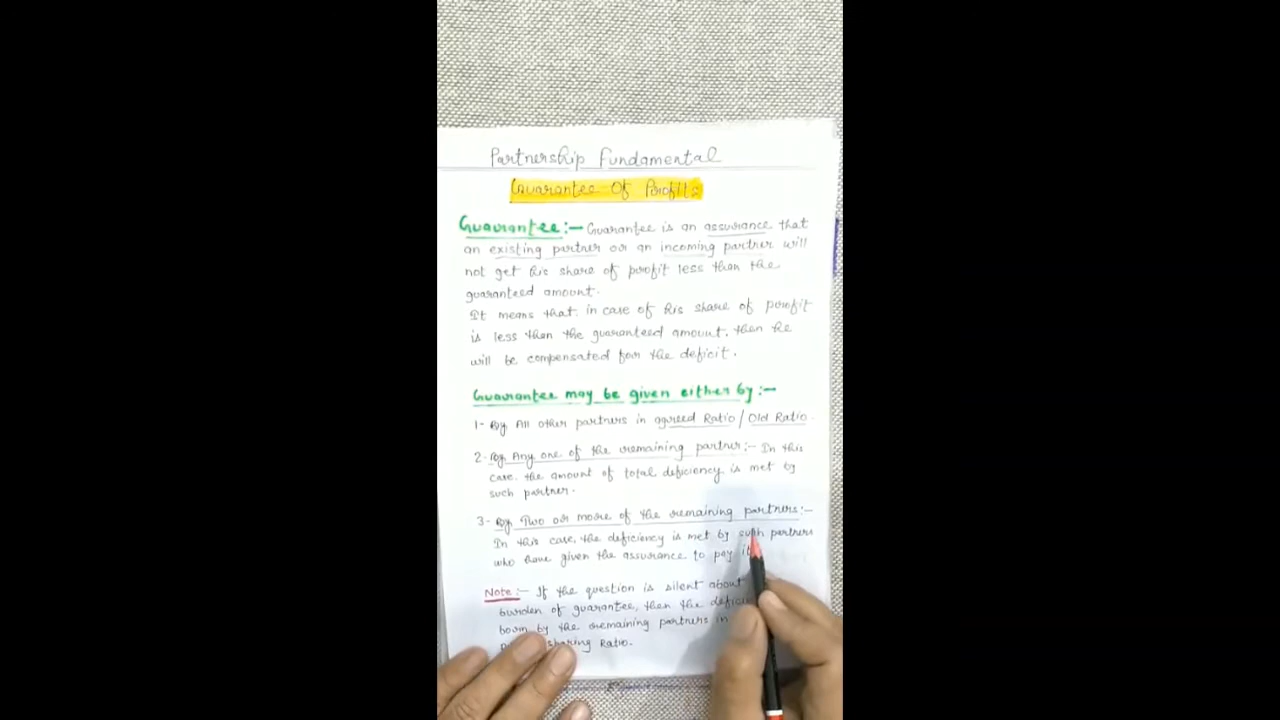 Partnership Fundamental
Guarantee Of Profit:
Guarantee:- Guarantee is an assurance that
an existing partner or an incoming partner will
not get his share of profit less than the
guaranteed amount.
It means that, in case of his share of profit
is less then the guaranteed amount, then he
will be compensated for the deficit.
Guarantee may be given either by:-
1- By All other partners in agreed Ratio / Old Ratio.
2- By Any one of the remaining partner:- In this
case, the amount of total deficiency is met by
such partner.
3- By Two or more of the remaining partners:-
In this case, the deficiency is met by such partners
who have given the assurance to pay it
Note:- If the question is silent about
burden of guarantee, then the
born by the remaining partners in
sharing Ratio.